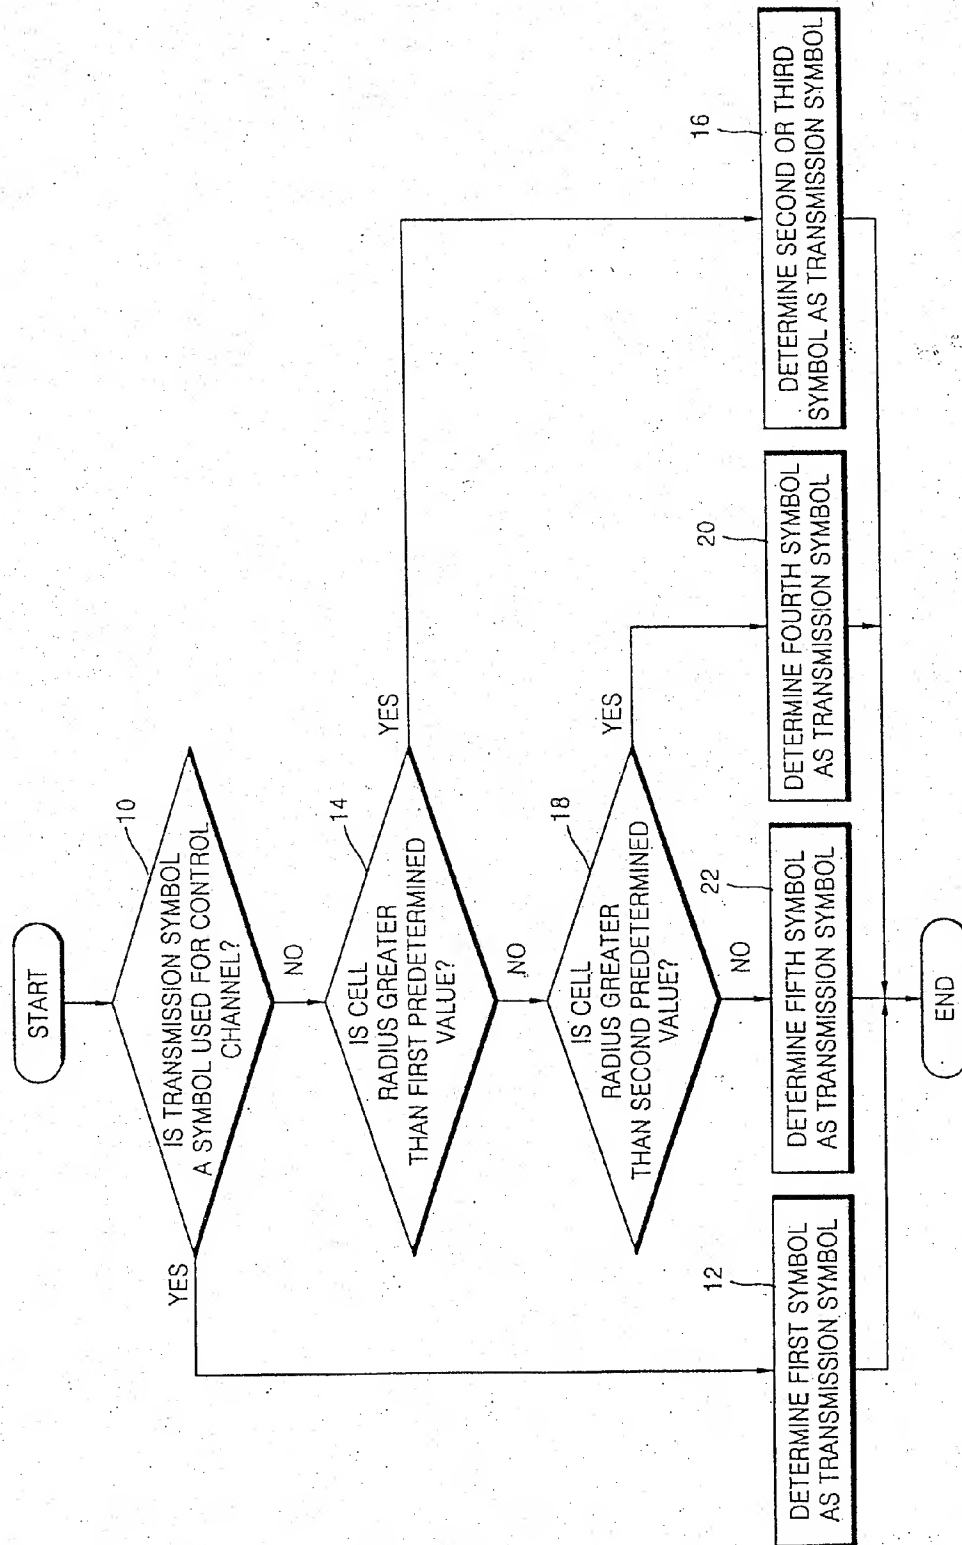 START
10
IS TRANSMISSION SYMBOL
A SYMBOL USED FOR CONTROL
CHANNEL?
YES
NO
14
IS CELL
RADIUS GREATER
THAN FIRST PREDETERMINED
VALUE?
YES
NO
18
IS CELL
RADIUS GREATER
THAN SECOND PREDETERMINED
VALUE?
YES
NO
12
DETERMINE FIRST SYMBOL
AS TRANSMISSION SYMBOL
22
DETERMINE FIFTH SYMBOL
AS TRANSMISSION SYMBOL
20
DETERMINE FOURTH SYMBOL
AS TRANSMISSION SYMBOL
16
DETERMINE SECOND OR THIRD
SYMBOL AS TRANSMISSION SYMBOL
END